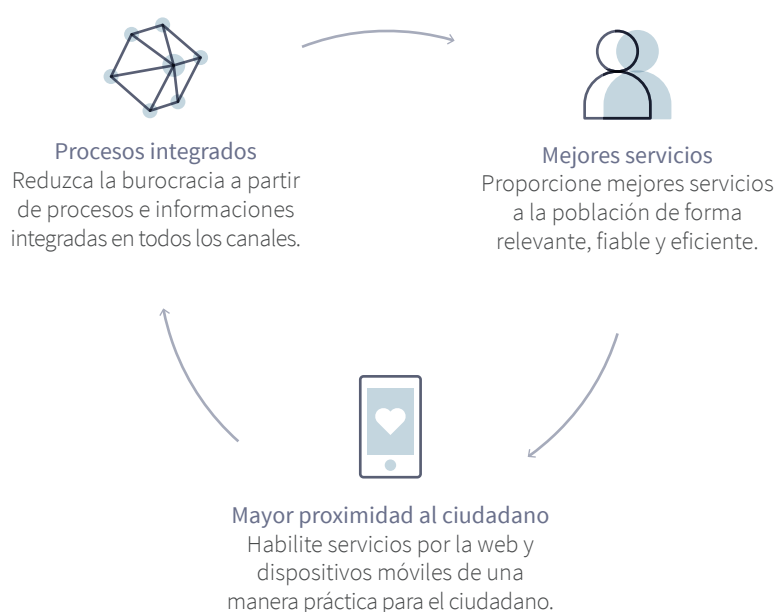 Procesos integrados
Reduzca la burocracia a partir
de procesos e informaciones
integradas en todos los canales.
Mejores servicios
Proporcione mejores servicios
a la población de forma
relevante, fiable y eficiente.
Mayor proximidad al ciudadano
Habilite servicios por la web y
dispositivos móviles de una
manera práctica para el ciudadano.